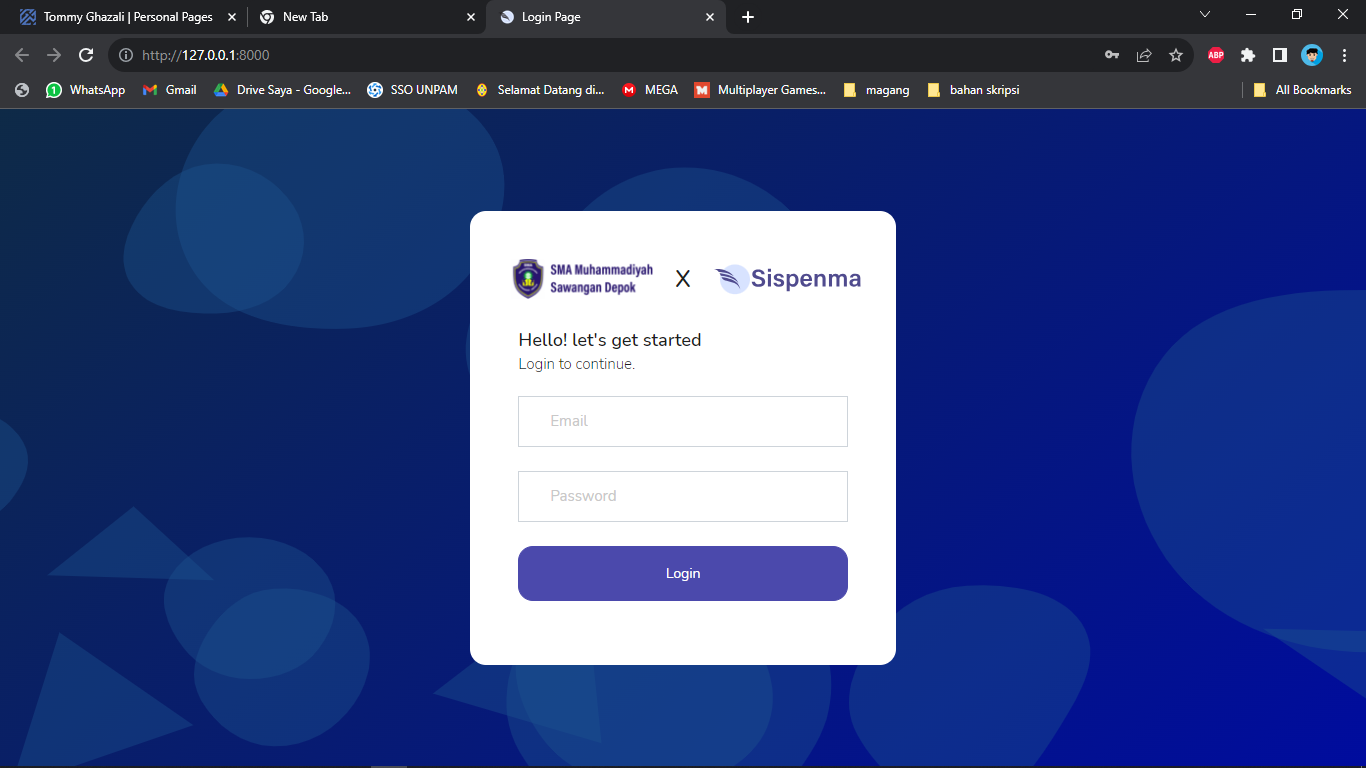 Tommy Ghazali | Personal Pages
New Tab
Login Page
http://127.0.0.1:8000
ABP
WhatsApp
Gmail
Drive Saya - Google...
SSO UNPAM
Selamat Datang di...
MEGA
Multiplayer Games...
magang
bahan skripsi
All Bookmarks
SMA Muhammadiyah
Sawangan Depok
X
Sispenma
Hello! let's get started
Login to continue.
Email
Password
Login